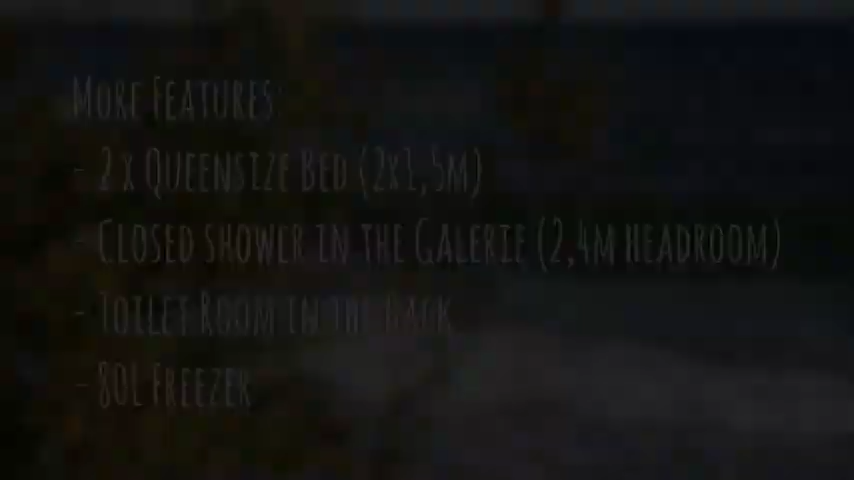 More Features:
- 2 x Queensize Bed (2x1,5m)
- Closed shower in the Galerie (2,4m headroom)
- Toilet Room in the back
- 80L Freezer